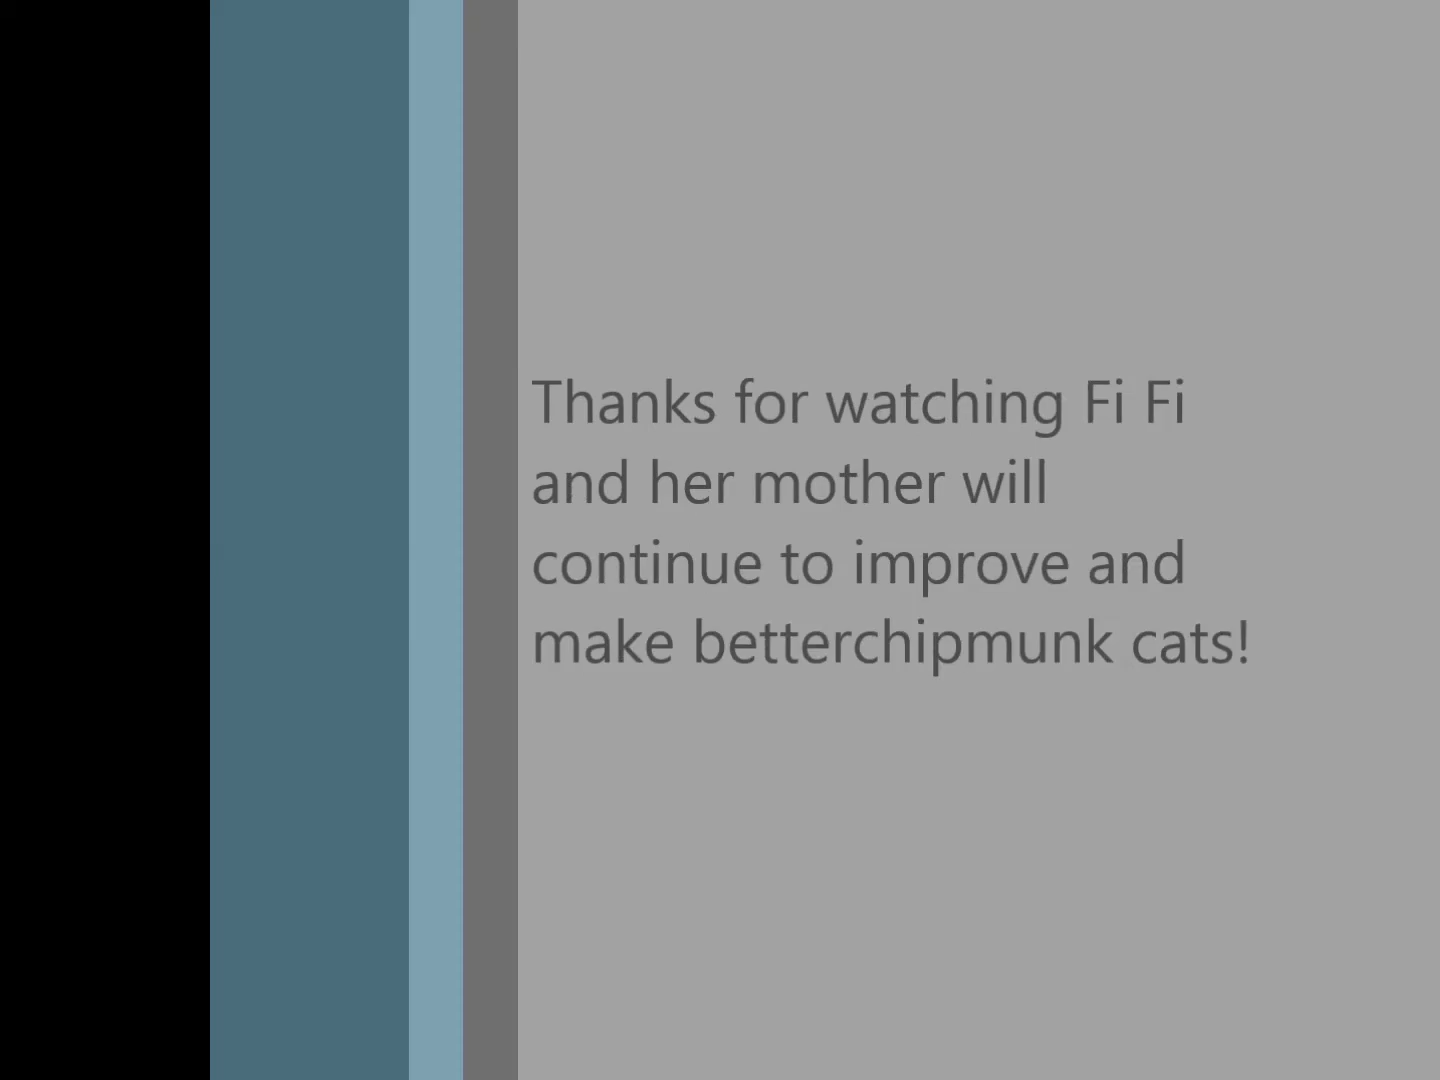 Thanks for watching Fi Fi
and her mother will
continue to improve and
make betterchipmunk cats!